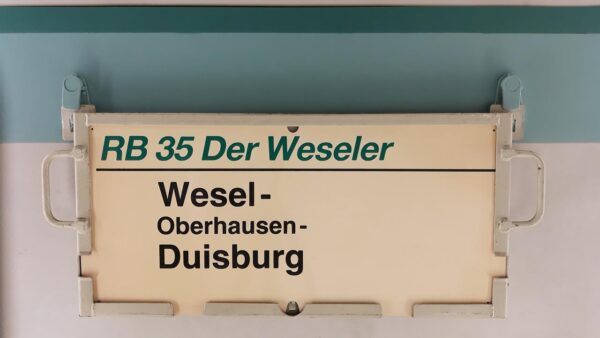 RB 35 Der Weseler
Wesel-
Oberhausen-
Duisburg